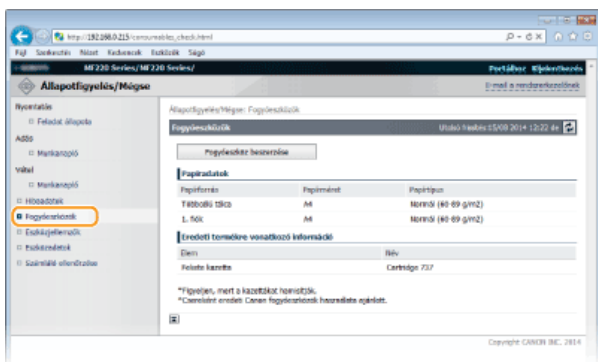 http://192.168.0.215/consumables_check.html
Fájl Szerkesztés Nézet Kedvencek Eszközök Súgó
MF220 Series/MF220 Series/
Portálhoz Kijelentkezés
Állapotfigyelés/Mégse
E-mail a rendszerkezelőnek
Nyomtatás
Feladat állapota
Adás
Munkanapló
Vétel
Munkanapló
Hibaadatok
Fogyóeszközök
Eszközjellemzők
Eszközadatok
Számláló ellenőrzése
Állapotfigyelés/Mégse: Fogyóeszközök
Fogyóeszközök
Utolsó frissítés:15/08 2014 12:22 de
Fogyóeszköz beszerzése
Papíradatok
Papírforrás Papírméret Papírtípus
Többcélú tálca A4 Normál (60-89 g/m2)
1. fiók A4 Normál (60-89 g/m2)
Eredeti termékre vonatkozó információ
Elem Név
Fekete kazetta Cartridge 737
*Figyeljen, mert a kazettákat hamisítják.
*Csereként eredeti Canon fogyóeszközök használata ajánlott.
Copyright CANON INC. 2014